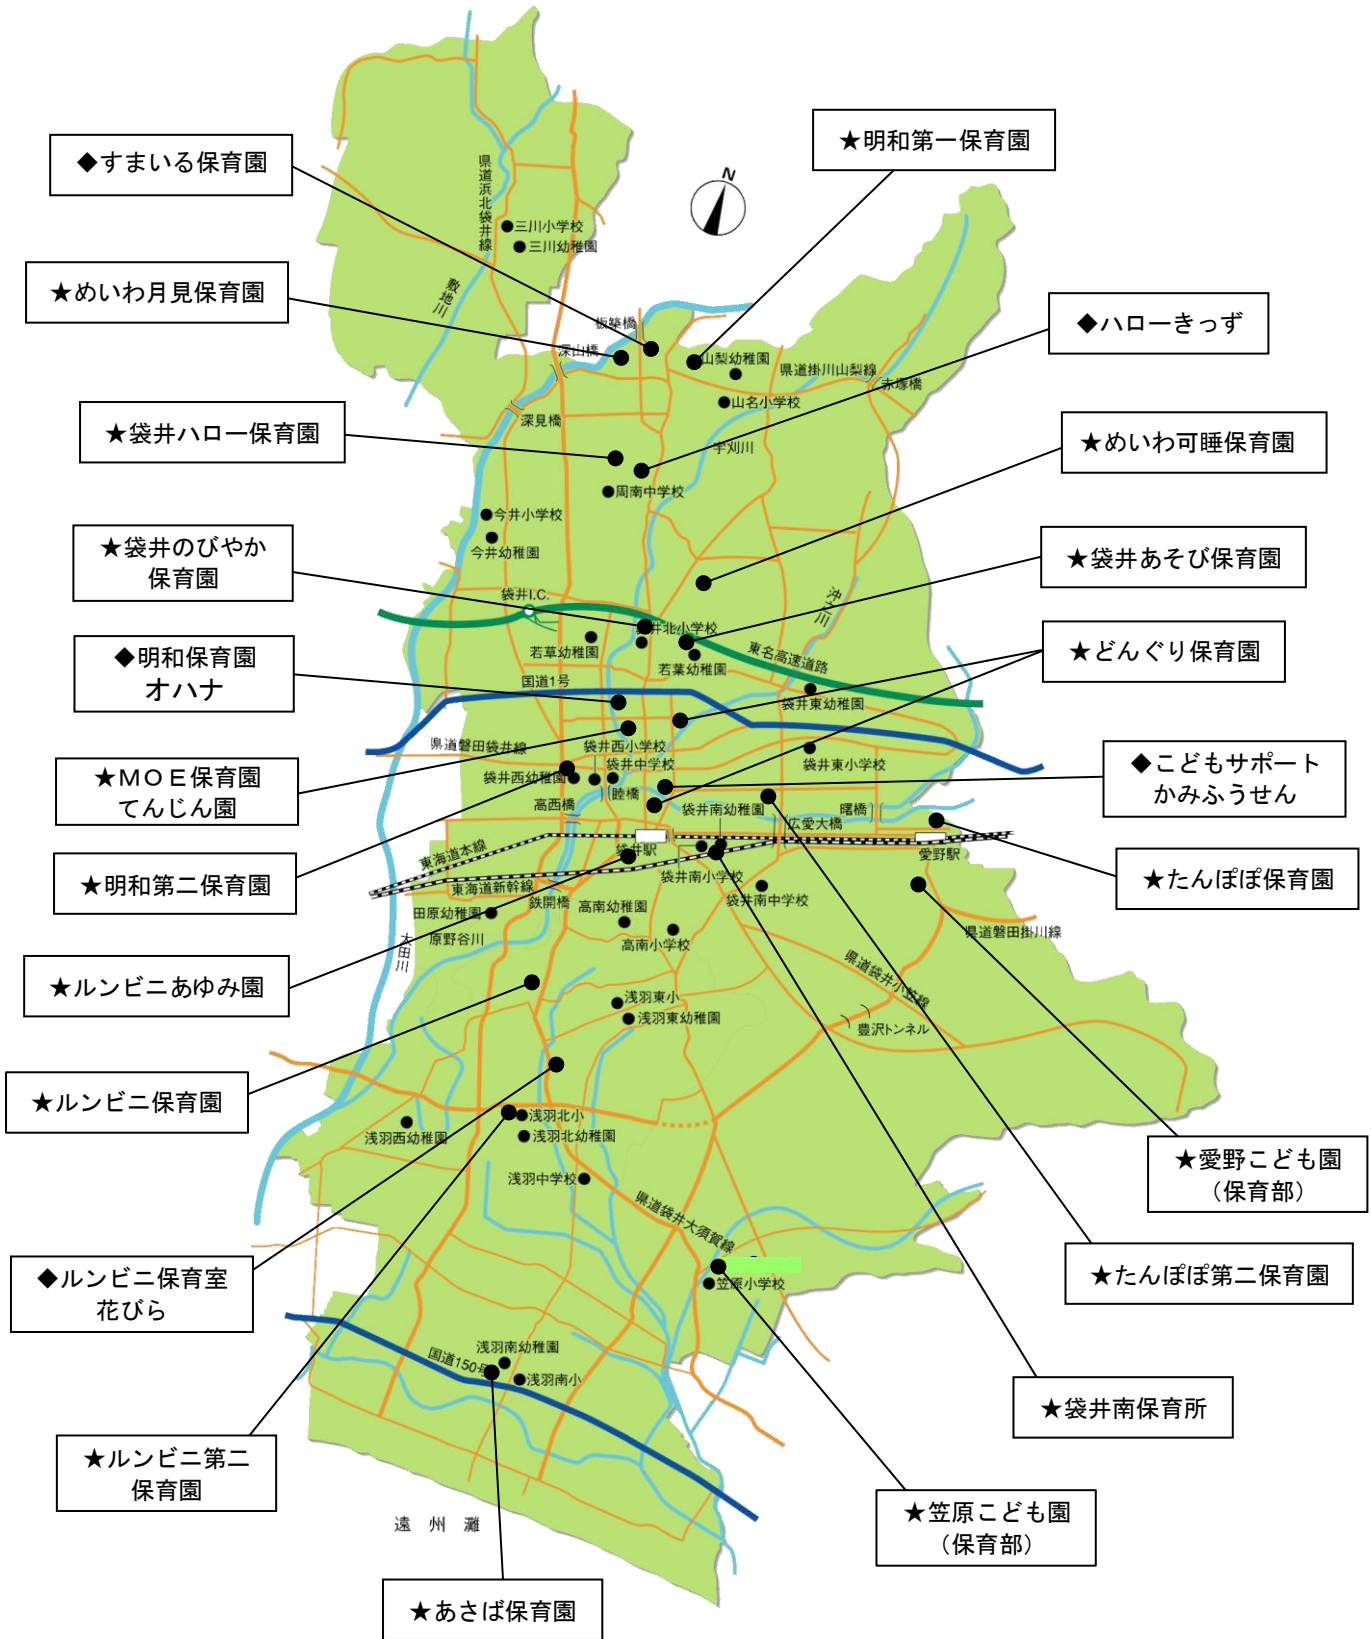 N
◆すまいる保育園
★明和第一保育園
★めいわ月見保育園
◆ハローきっず
★袋井ハロー保育園
★めいわ可睡保育園
★袋井のびやか
保育園
★袋井あそび保育園
◆明和保育園
オハナ
★どんぐり保育園
★ＭＯＥ保育園
てんじん園
◆こどもサポート
かみふうせん
★明和第二保育園
★たんぽぽ保育園
★ルンビニあゆみ園
★ルンビニ保育園
★愛野こども園
（保育部）
◆ルンビニ保育室
花びら
★たんぽぽ第二保育園
★袋井南保育所
★ルンビニ第二
保育園
★笠原こども園
（保育部）
★あさば保育園
県道浜北袋井線
三川小学校
三川幼稚園
敷地川
板築橋
深山橋
山梨幼稚園
県道掛川山梨線
赤塚橋
山名小学校
深見橋
宇刈川
周南中学校
今井小学校
今井幼稚園
袋井I.C.
沖之川
袋井北小学校
若草幼稚園
若葉幼稚園
東名高速道路
国道1号
袋井東幼稚園
県道磐田袋井線
袋井西小学校
袋井中学校
袋井東小学校
袋井西幼稚園
睦橋
高西橋
袋井南幼稚園
広愛大橋
曙橋
東海道本線
袋井駅
愛野駅
袋井南小学校
東海道新幹線
鉄開橋
田原幼稚園
高南幼稚園
袋井南中学校
原野谷川
高南小学校
県道磐田掛川線
太田川
県道袋井小笠線
浅羽東小
浅羽東幼稚園
豊沢トンネル
浅羽北小
浅羽西幼稚園
浅羽北幼稚園
浅羽中学校
県道袋井大須賀線
笠原小学校
浅羽南幼稚園
国道150号
浅羽南小
遠州灘